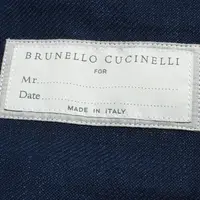 BRUNELLO CUCINELLI
FOR
Mr.
Date
MADE IN ITALY